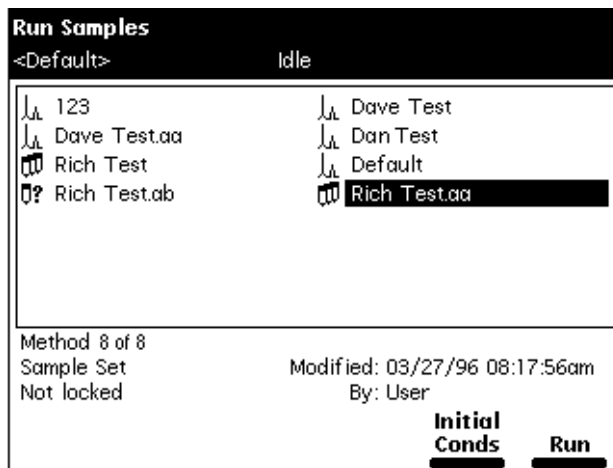 Run Samples
<Default> Idle
123 Dave Test
Dave Test.aa Dan Test
Rich Test Default
? Rich Test.ab Rich Test.aa
Method 8 of 8
Sample Set Modified: 03/27/96 08:17:56am
Not locked By: User
Initial
Conds Run